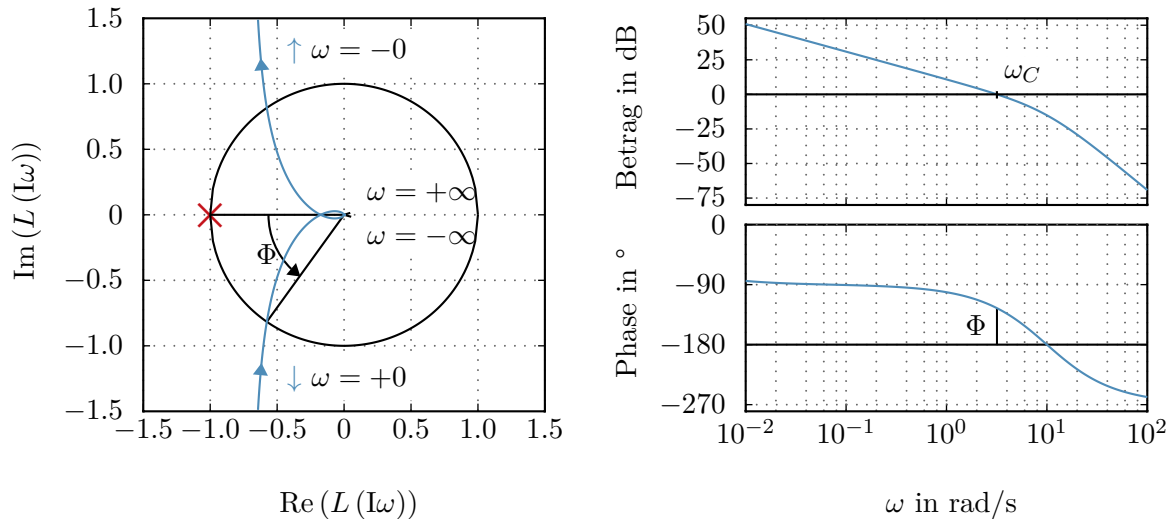 Im (L (Iω))
1.5
1.0
0.5
0
−0.5
−1.0
−1.5
↑ ω = −0
ω = +∞
ω = −∞
Φ
↓ ω = +0
−1.5 −1.0 −0.5 0 0.5 1.0 1.5
Re (L (Iω))
Betrag in dB
50
25
0
−25
−50
−75
ω_C
Phase in °
0
−90
−180
−270
Φ
10^−2 10^−1 10^0 10^1 10^2
ω in rad/s